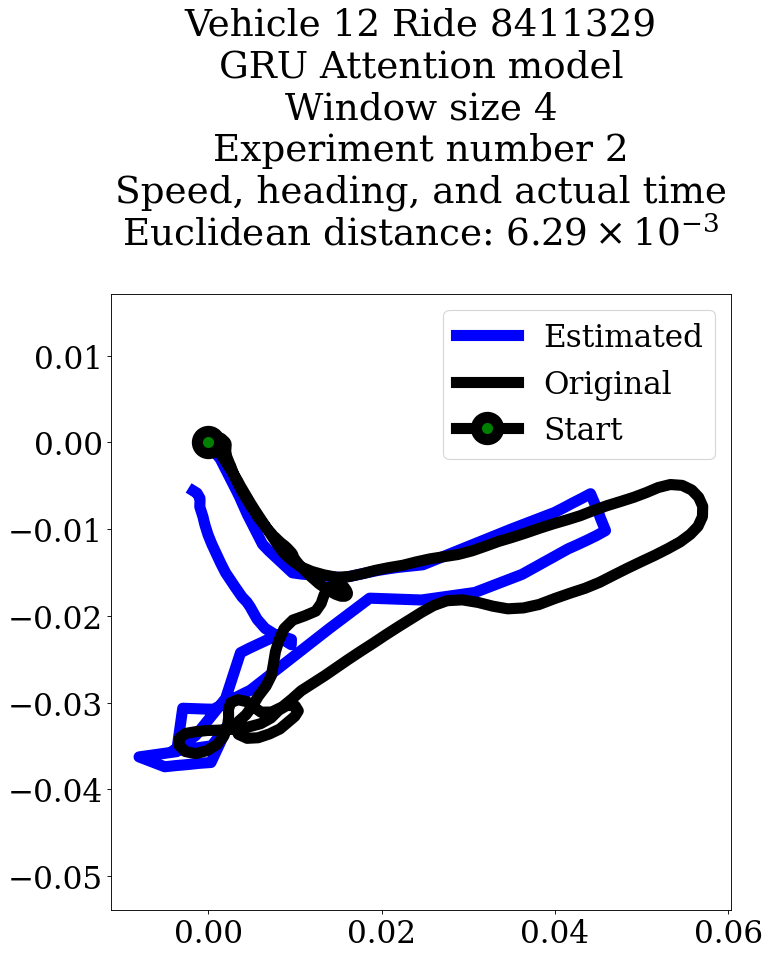 Vehicle 12 Ride 8411329
GRU Attention model
Window size 4
Experiment number 2
Speed, heading, and actual time
Euclidean distance: 6.29 × 10⁻³
Estimated
Original
Start
0.01
0.00
−0.01
−0.02
−0.03
−0.04
−0.05
0.00 0.02 0.04 0.06